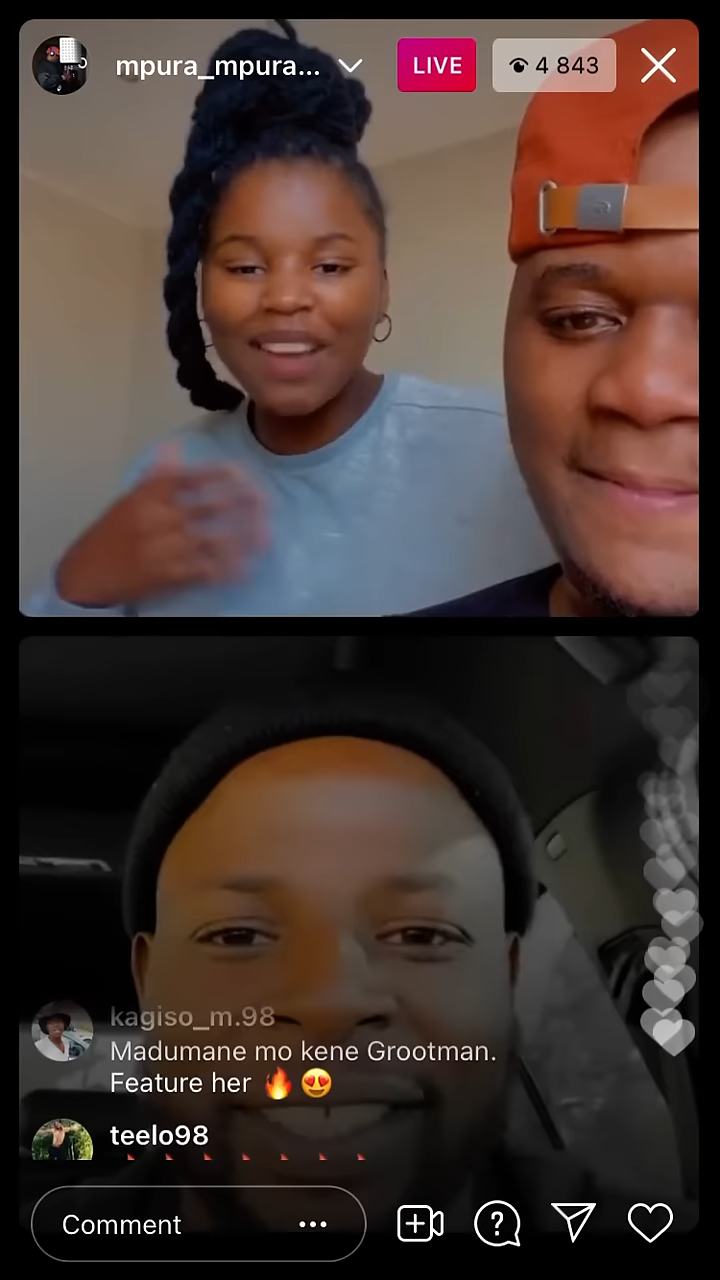 mpura_mpura...
LIVE
4 843
kagiso_m.98
Madumane mo kene Grootman.
Feature her 🔥 😍
teelo98
Comment